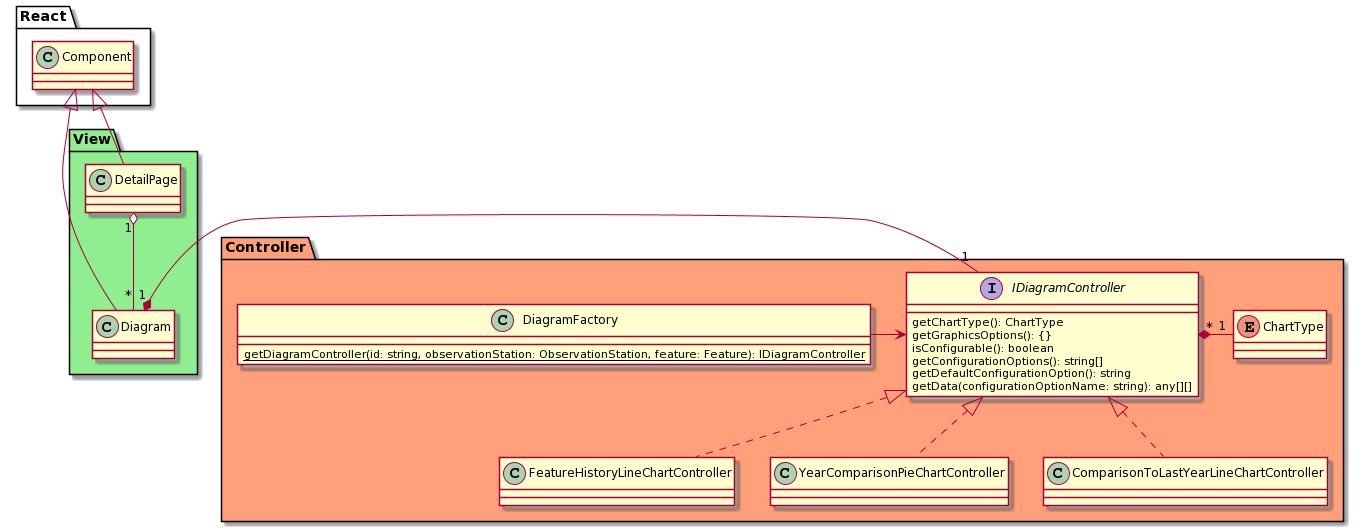 React
C Component
View
C DetailPage
1
* 1
C Diagram
Controller
1
I IDiagramController
getChartType(): ChartType
getGraphicsOptions(): {}
isConfigurable(): boolean
getConfigurationOptions(): string[]
getDefaultConfigurationOption(): string
getData(configurationOptionName: string): any[][]
C DiagramFactory
getDiagramController(id: string, observationStation: ObservationStation, feature: Feature): IDiagramController
* 1
E ChartType
C FeatureHistoryLineChartController
C YearComparisonPieChartController
C ComparisonToLastYearLineChartController